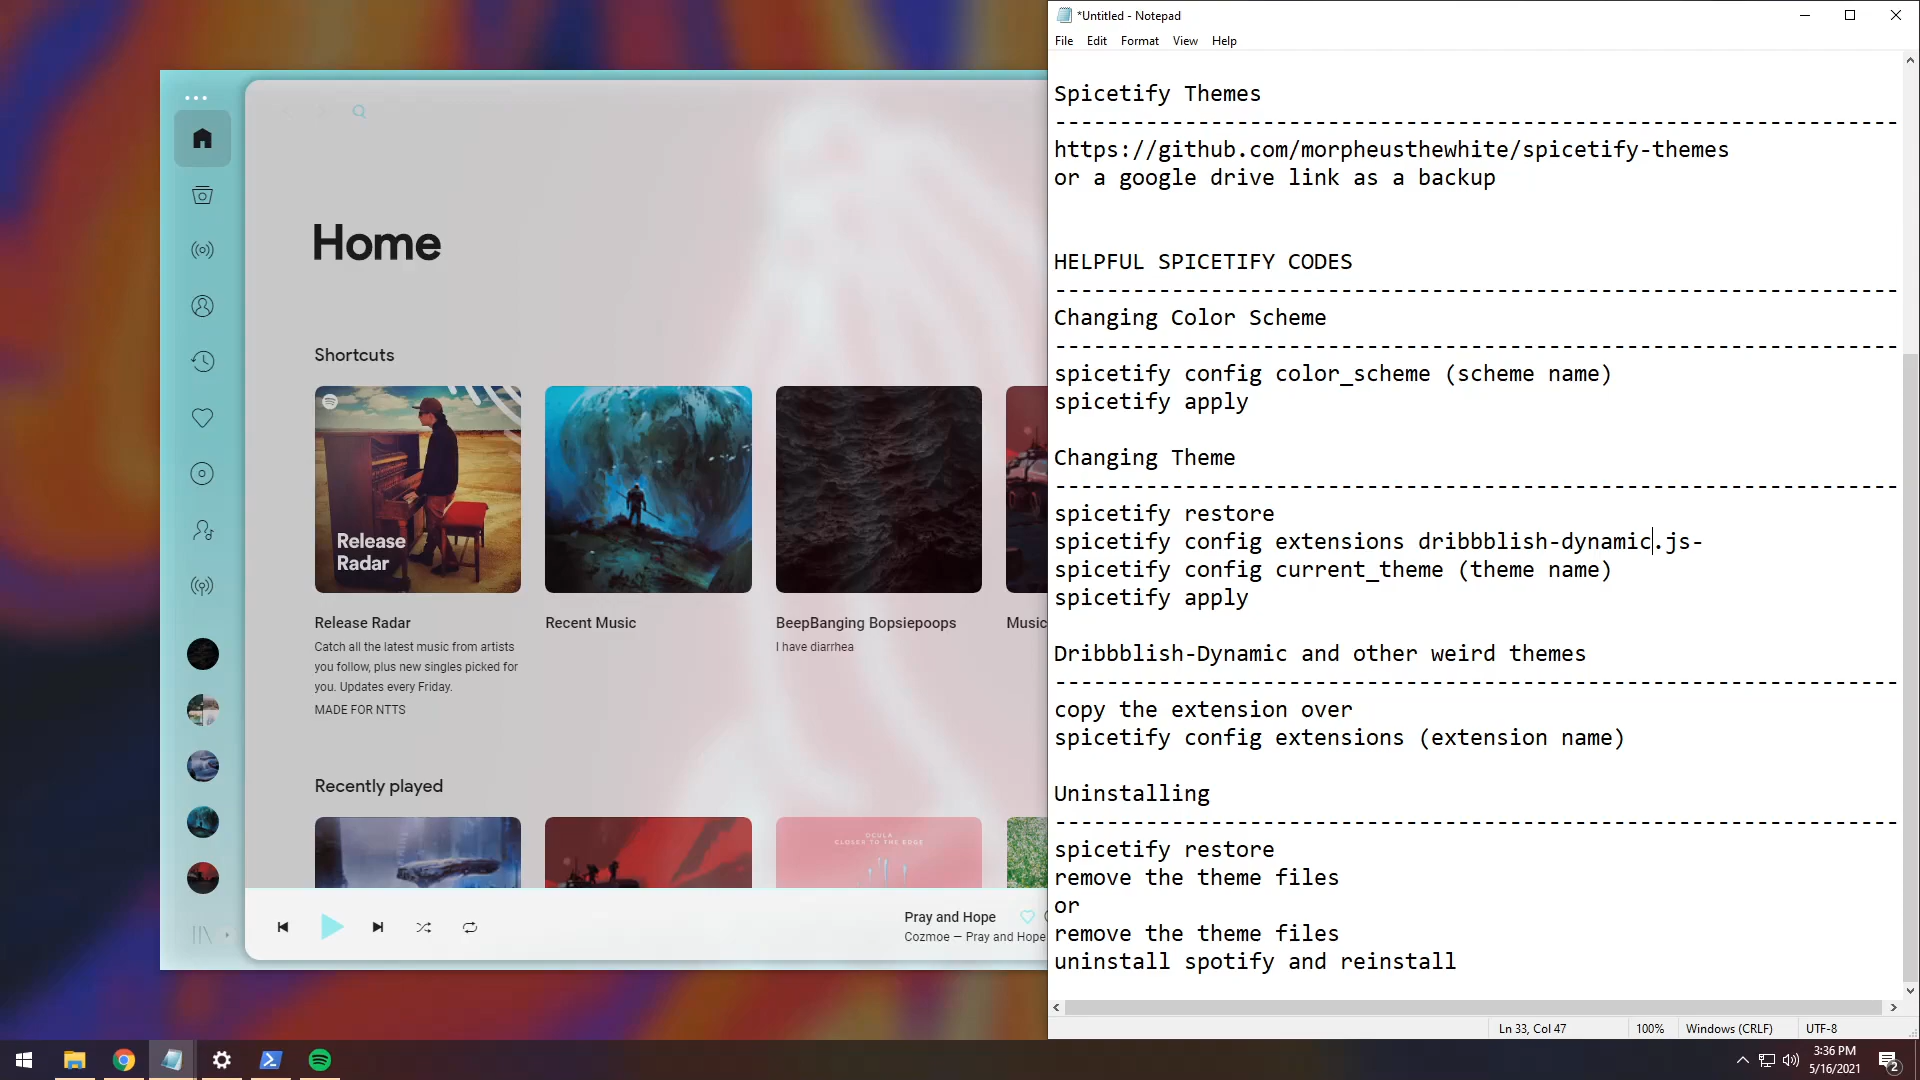 *Untitled - Notepad
File Edit Format View Help
Spicetify Themes
-----------------------------------------------------------------
https://github.com/morpheusthewhite/spicetify-themes
or a google drive link as a backup
HELPFUL SPICETIFY CODES
-----------------------------------------------------------------
Changing Color Scheme
-----------------------------------------------------------------
spicetify config color_scheme (scheme name)
spicetify apply
Changing Theme
-----------------------------------------------------------------
spicetify restore
spicetify config extensions dribbblish-dynamic.js-
spicetify config current_theme (theme name)
spicetify apply
Dribbblish-Dynamic and other weird themes
-----------------------------------------------------------------
copy the extension over
spicetify config extensions (extension name)
Uninstalling
-----------------------------------------------------------------
spicetify restore
remove the theme files
or
remove the theme files
uninstall spotify and reinstall
Ln 33, Col 47 100% Windows (CRLF) UTF-8
Home
Shortcuts
Release
Radar
Release Radar
Catch all the latest music from artists
you follow, plus new singles picked for
you. Updates every Friday.
MADE FOR NTTS
Recent Music
BeepBanging Bopsiepoops
I have diarrhea
Music
Recently played
OCULA
CLOSER TO THE EDGE
Pray and Hope
Cozmoe — Pray and Hope
3:36 PM
5/16/2021
2